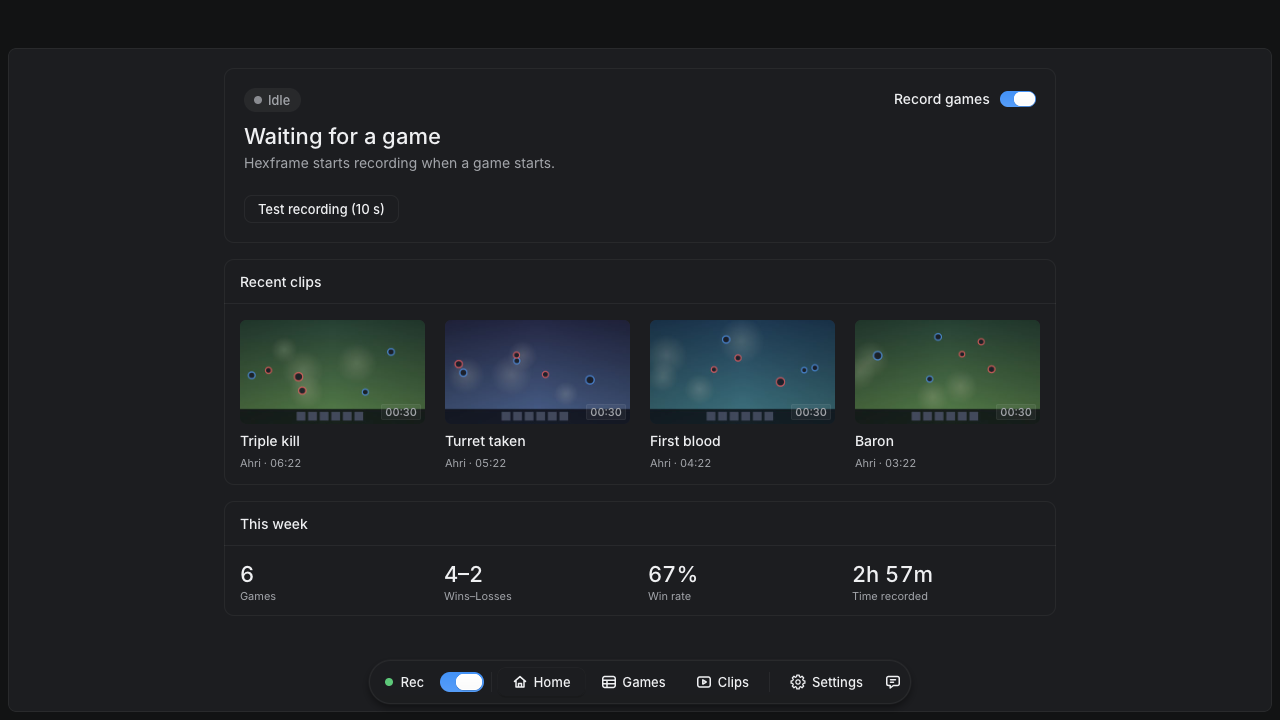 Idle
Record games
Waiting for a game
Hexframe starts recording when a game starts.
Test recording (10 s)
Recent clips
00:30
00:30
00:30
00:30
Triple kill
Turret taken
First blood
Baron
Ahri · 06:22
Ahri · 05:22
Ahri · 04:22
Ahri · 03:22
This week
6
4–2
67%
2h 57m
Games
Wins–Losses
Win rate
Time recorded
Rec
Home
Games
Clips
Settings